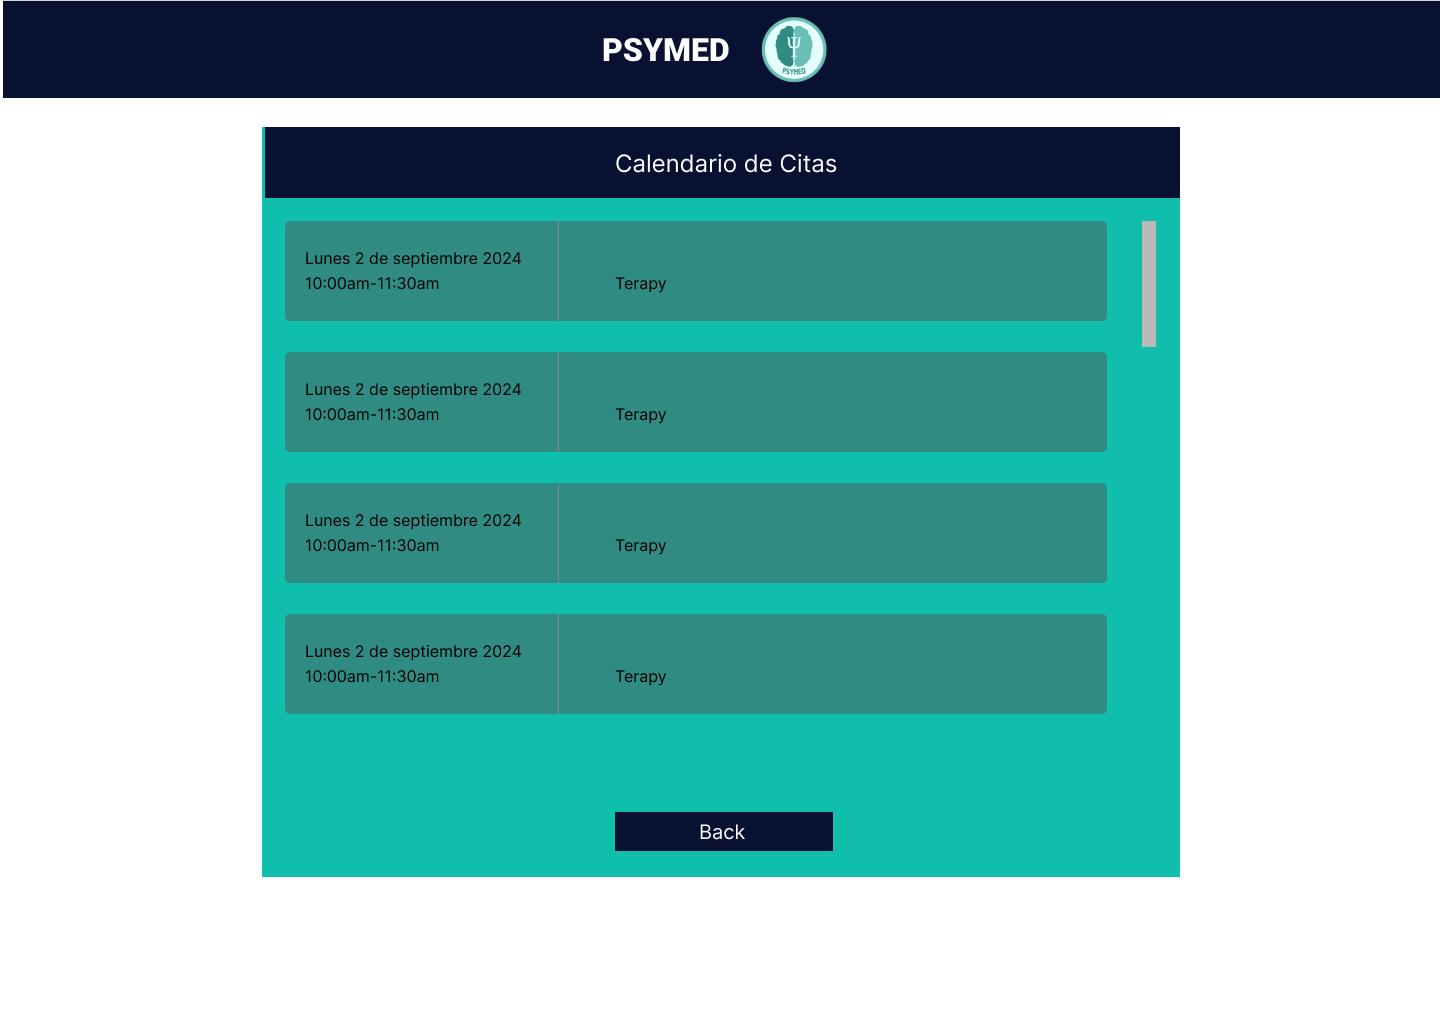 PSYMED
Ψ
PSYMED
Calendario de Citas
Lunes 2 de septiembre 2024
10:00am-11:30am
Terapy
Lunes 2 de septiembre 2024
10:00am-11:30am
Terapy
Lunes 2 de septiembre 2024
10:00am-11:30am
Terapy
Lunes 2 de septiembre 2024
10:00am-11:30am
Terapy
Back